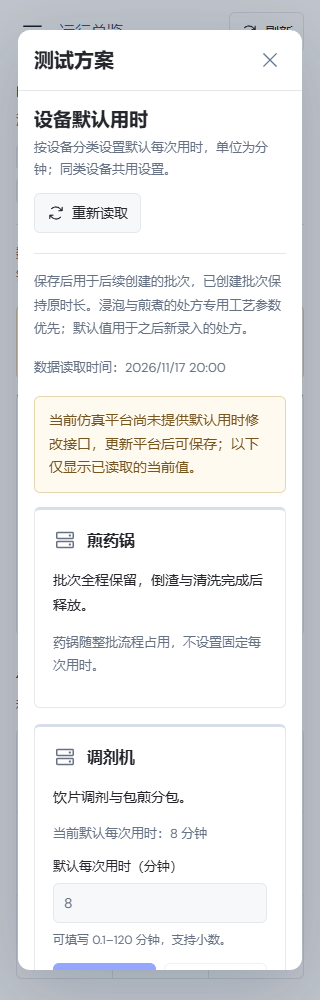 测试方案
设备默认用时
按设备分类设置默认每次用时，单位为分
钟；同类设备共用设置。
重新读取
保存后用于后续创建的批次，已创建批次保
持原时长。浸泡与煎煮的处方专用工艺参数
优先；默认值用于之后新录入的处方。
数据读取时间：2026/11/17 20:00
当前仿真平台尚未提供默认用时修
改接口，更新平台后可保存；以下
仅显示已读取的当前值。
煎药锅
批次全程保留，倒渣与清洗完成后
释放。
药锅随整批流程占用，不设置固定每
次用时。
调剂机
饮片调剂与包煎分包。
当前默认每次用时：8 分钟
默认每次用时（分钟）
8
可填写 0.1–120 分钟，支持小数。